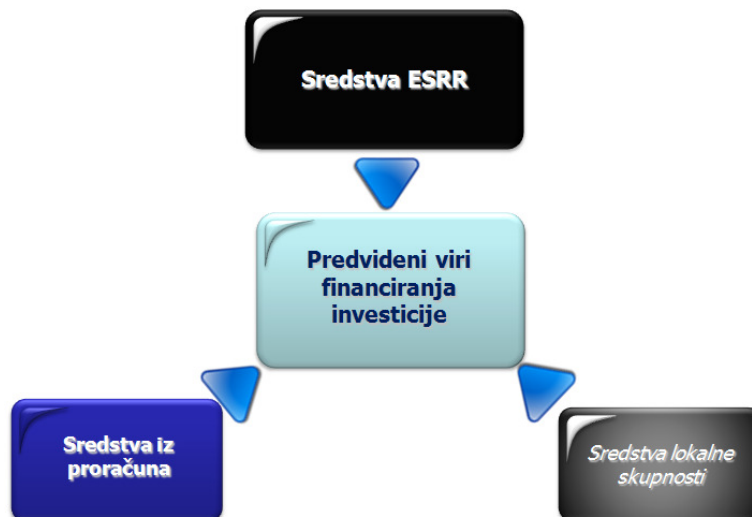 Sredstva ESRR
Predvideni viri
financiranja
investicije
Sredstva iz
proračuna
Sredstva lokalne
skupnosti